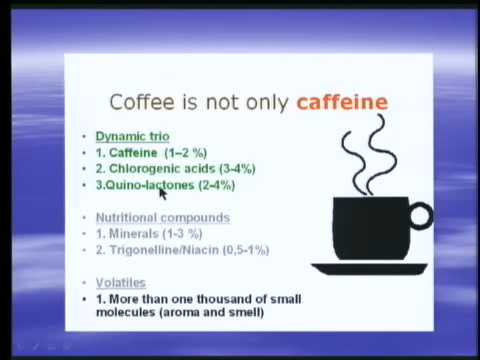 Coffee is not only caffeine
• Dynamic trio
• 1. Caffeine (1–2 %)
• 2. Chlorogenic acids (3-4%)
• 3.Quino-lactones (2-4%)
• Nutritional compounds
• 1. Minerals (1-3 %)
• 2. Trigonelline/Niacin (0,5-1%)
• Volatiles
• 1. More than one thousand of small
molecules (aroma and smell)